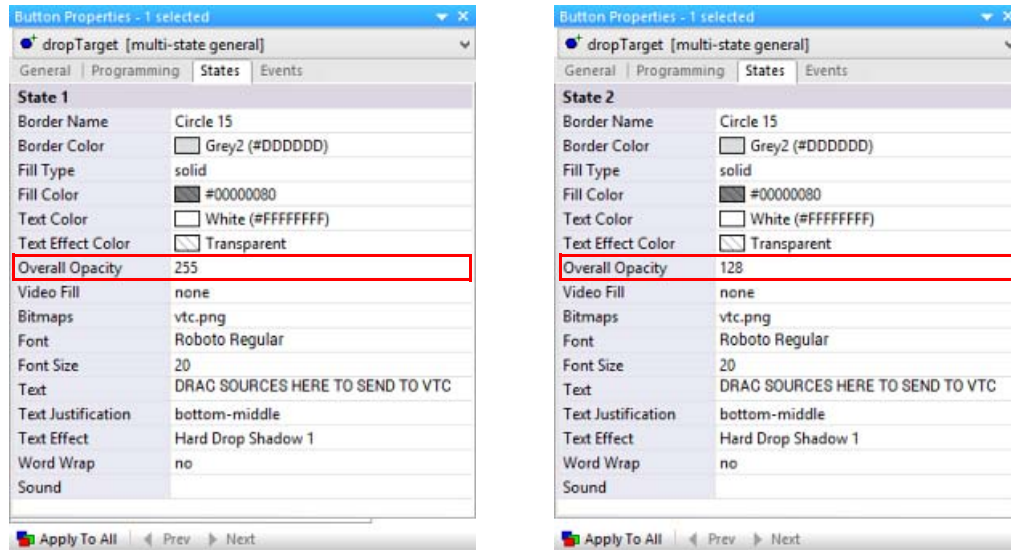 Button Properties - 1 selected
dropTarget [multi-state general]
General Programming States Events
State 1
Border Name Circle 15
Border Color Grey2 (#DDDDDD)
Fill Type solid
Fill Color #00000080
Text Color White (#FFFFFFFF)
Text Effect Color Transparent
Overall Opacity 255
Video Fill none
Bitmaps vtc.png
Font Roboto Regular
Font Size 20
Text DRAG SOURCES HERE TO SEND TO VTC
Text Justification bottom-middle
Text Effect Hard Drop Shadow 1
Word Wrap no
Sound
Apply To All Prev Next
Button Properties - 1 selected
dropTarget [multi-state general]
General Programming States Events
State 2
Border Name Circle 15
Border Color Grey2 (#DDDDDD)
Fill Type solid
Fill Color #00000080
Text Color White (#FFFFFFFF)
Text Effect Color Transparent
Overall Opacity 128
Video Fill none
Bitmaps vtc.png
Font Roboto Regular
Font Size 20
Text DRAG SOURCES HERE TO SEND TO VTC
Text Justification bottom-middle
Text Effect Hard Drop Shadow 1
Word Wrap no
Sound
Apply To All Prev Next